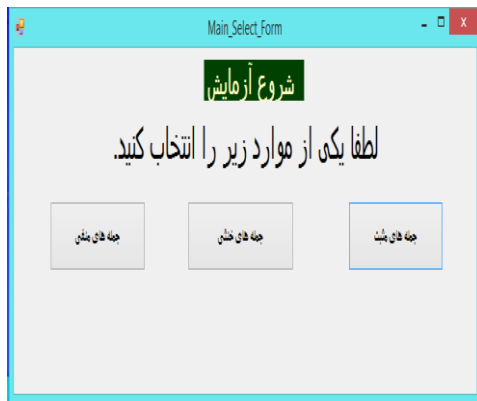 Main_Select_Form
شروع آزمایش
لطفا یکی از موارد زیر را انتخاب کنید.
جمله های مثبت
جمله های خنثی
جمله های منفی